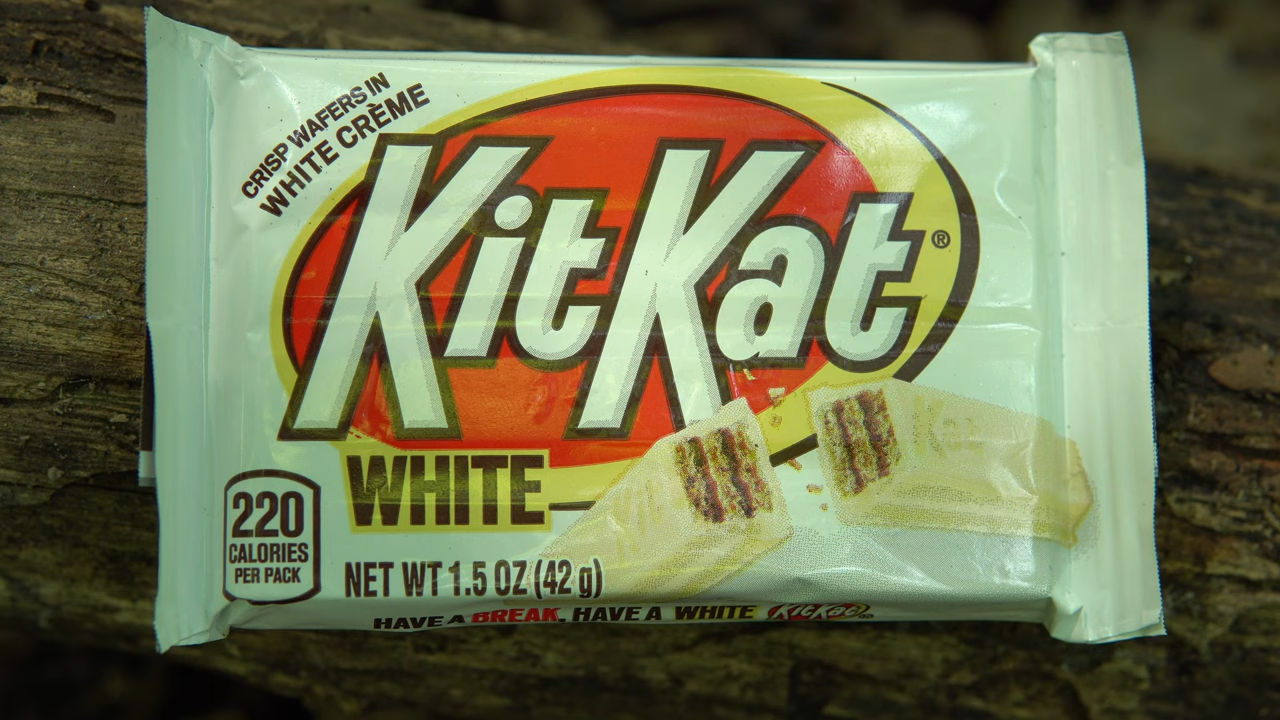 CRISP WAFERS IN
WHITE CRÈME
KitKat®
WHITE
220
CALORIES
PER PACK
NET WT 1.5 OZ (42 g)
HAVE A BREAK, HAVE A WHITE KitKat